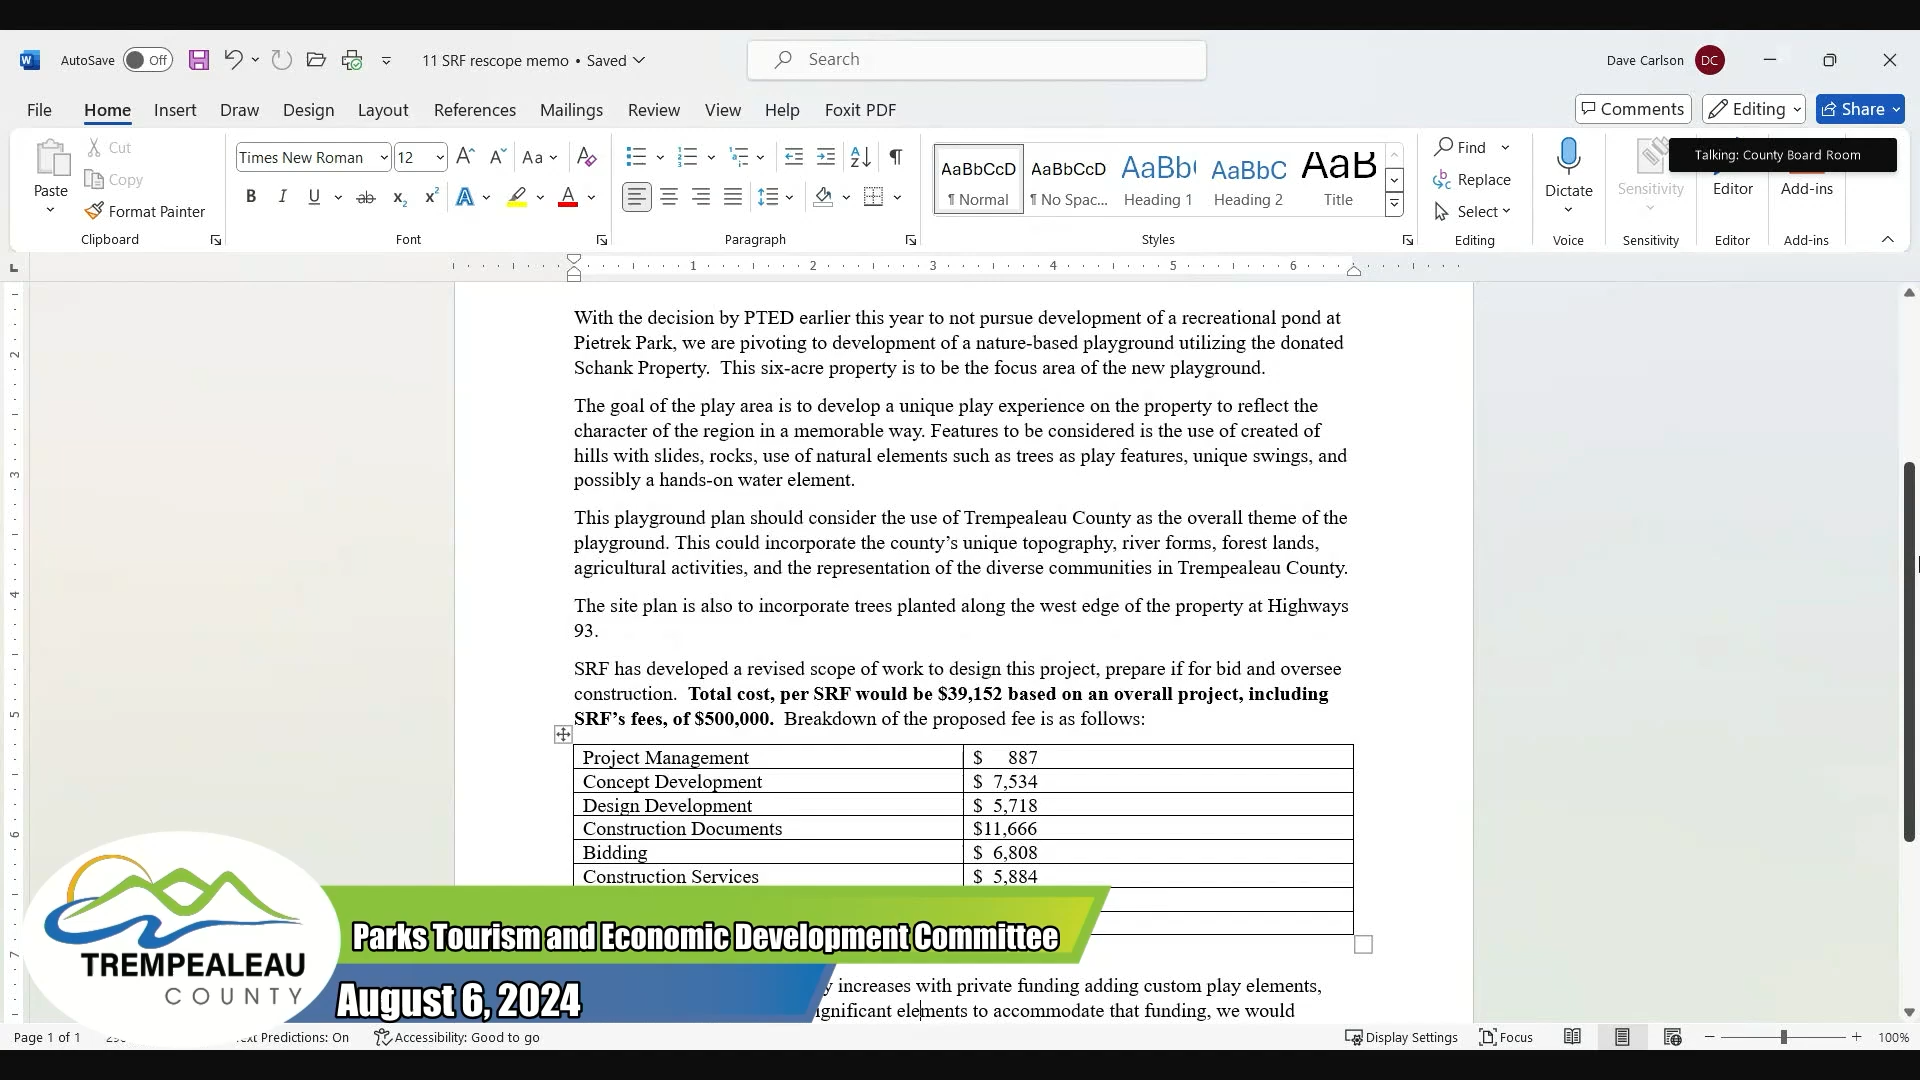 AutoSave Off 11 SRF rescope memo • Saved Search Dave Carlson DC
File Home Insert Draw Design Layout References Mailings Review View Help Foxit PDF Comments Editing Share
Paste Cut Copy Format Painter
Clipboard
Times New Roman 12
Font
Paragraph
AaBbCcD ¶ Normal
AaBbCcD ¶ No Spac...
AaBb( Heading 1
AaBbC Heading 2
AaB Title
Styles
Find
Replace
Select
Editing
Dictate
Voice
Sensitivity
Sensitivity
Talking: County Board Room
Editor
Editor
Add-ins
Add-ins
1 2 3 4 5 6
With the decision by PTED earlier this year to not pursue development of a recreational pond at
Pietrek Park, we are pivoting to development of a nature-based playground utilizing the donated
Schank Property.  This six-acre property is to be the focus area of the new playground.
The goal of the play area is to develop a unique play experience on the property to reflect the
character of the region in a memorable way. Features to be considered is the use of created of
hills with slides, rocks, use of natural elements such as trees as play features, unique swings, and
possibly a hands-on water element.
This playground plan should consider the use of Trempealeau County as the overall theme of the
playground. This could incorporate the county’s unique topography, river forms, forest lands,
agricultural activities, and the representation of the diverse communities in Trempealeau County.
The site plan is also to incorporate trees planted along the west edge of the property at Highways
93.
SRF has developed a revised scope of work to design this project, prepare if for bid and oversee
construction.  Total cost, per SRF would be $39,152 based on an overall project, including
SRF’s fees, of $500,000.  Breakdown of the proposed fee is as follows:
Project Management $ 887
Concept Development $ 7,534
Design Development $ 5,718
Construction Documents $11,666
Bidding $ 6,808
Construction Services $ 5,884
y increases with private funding adding custom play elements,
ignificant elements to accommodate that funding, we would
TREMPEALEAU
COUNTY
Parks Tourism and Economic Development Committee
August 6, 2024
Page 1 of 1 Predictions: On Accessibility: Good to go Display Settings Focus 100%